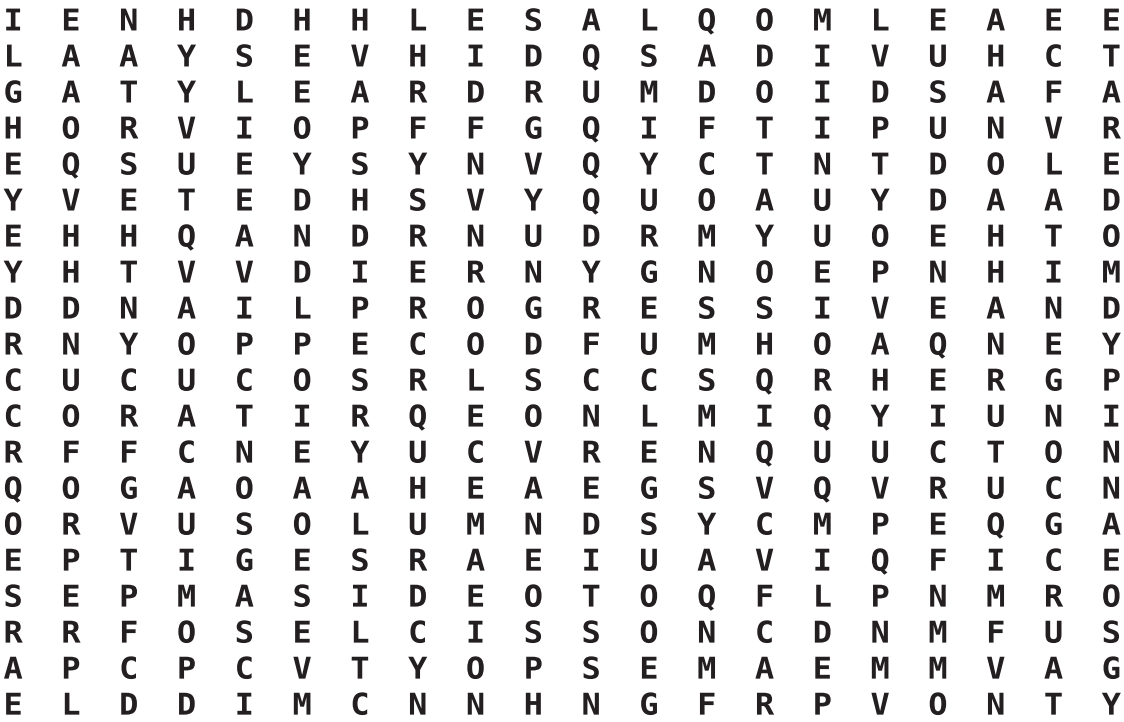 I E N H D H H L E S A L Q O M L E A E E
L A A Y S E V H I D Q S A D I V U H C T
G A T Y L E A R D R U M D O I D S A F A
H O R V I O P F F G Q I F T I P U N V R
E Q S U E Y S Y N V Q Y C T N T D O L E
Y V E T E D H S V Y Q U O A U Y D A A D
E H H Q A N D R N U D R M Y U O E H T O
Y H T V V D I E R N Y G N O E P N H I M
D D N A I L P R O G R E S S I V E A N D
R N Y O P P E C O D F U M H O A Q N E Y
C U C U C O S R L S C C S Q R H E R G P
C O R A T I R Q E O N L M I Q Y I U N I
R F F C N E Y U C V R E N Q U U C T O N
Q O G A O A A H E A E G S V Q V R U C N
O R V U S O L U M N D S Y C M P E Q G A
E P T I G E S R A E I U A V I Q F I C E
S E P M A S I D E O T O Q F L P N M R O
R R F O S E L C I S S O N C D N M F U S
A P C P C V T Y O P S E M A E M M V A G
E L D D I M C N N H N G F R P V O N T Y